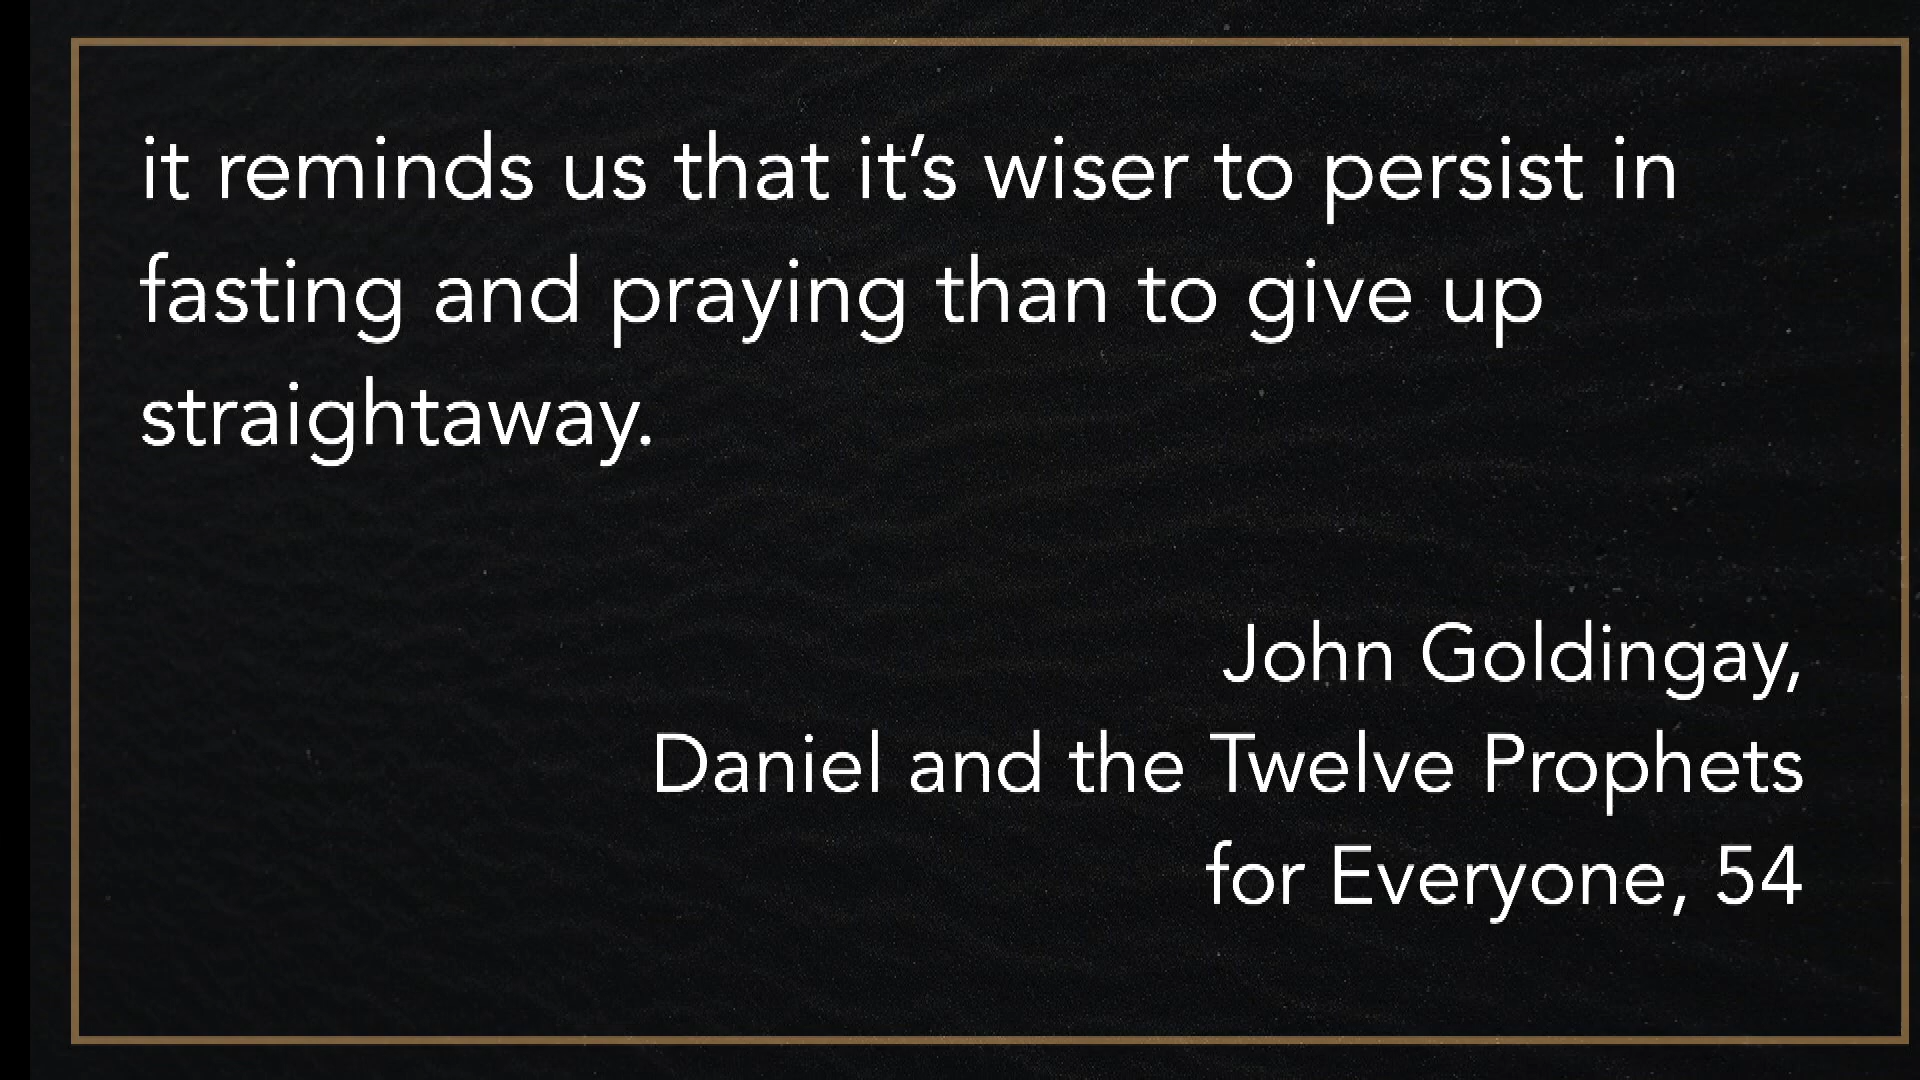 it reminds us that it’s wiser to persist in
fasting and praying than to give up
straightaway.
John Goldingay,
Daniel and the Twelve Prophets
for Everyone, 54